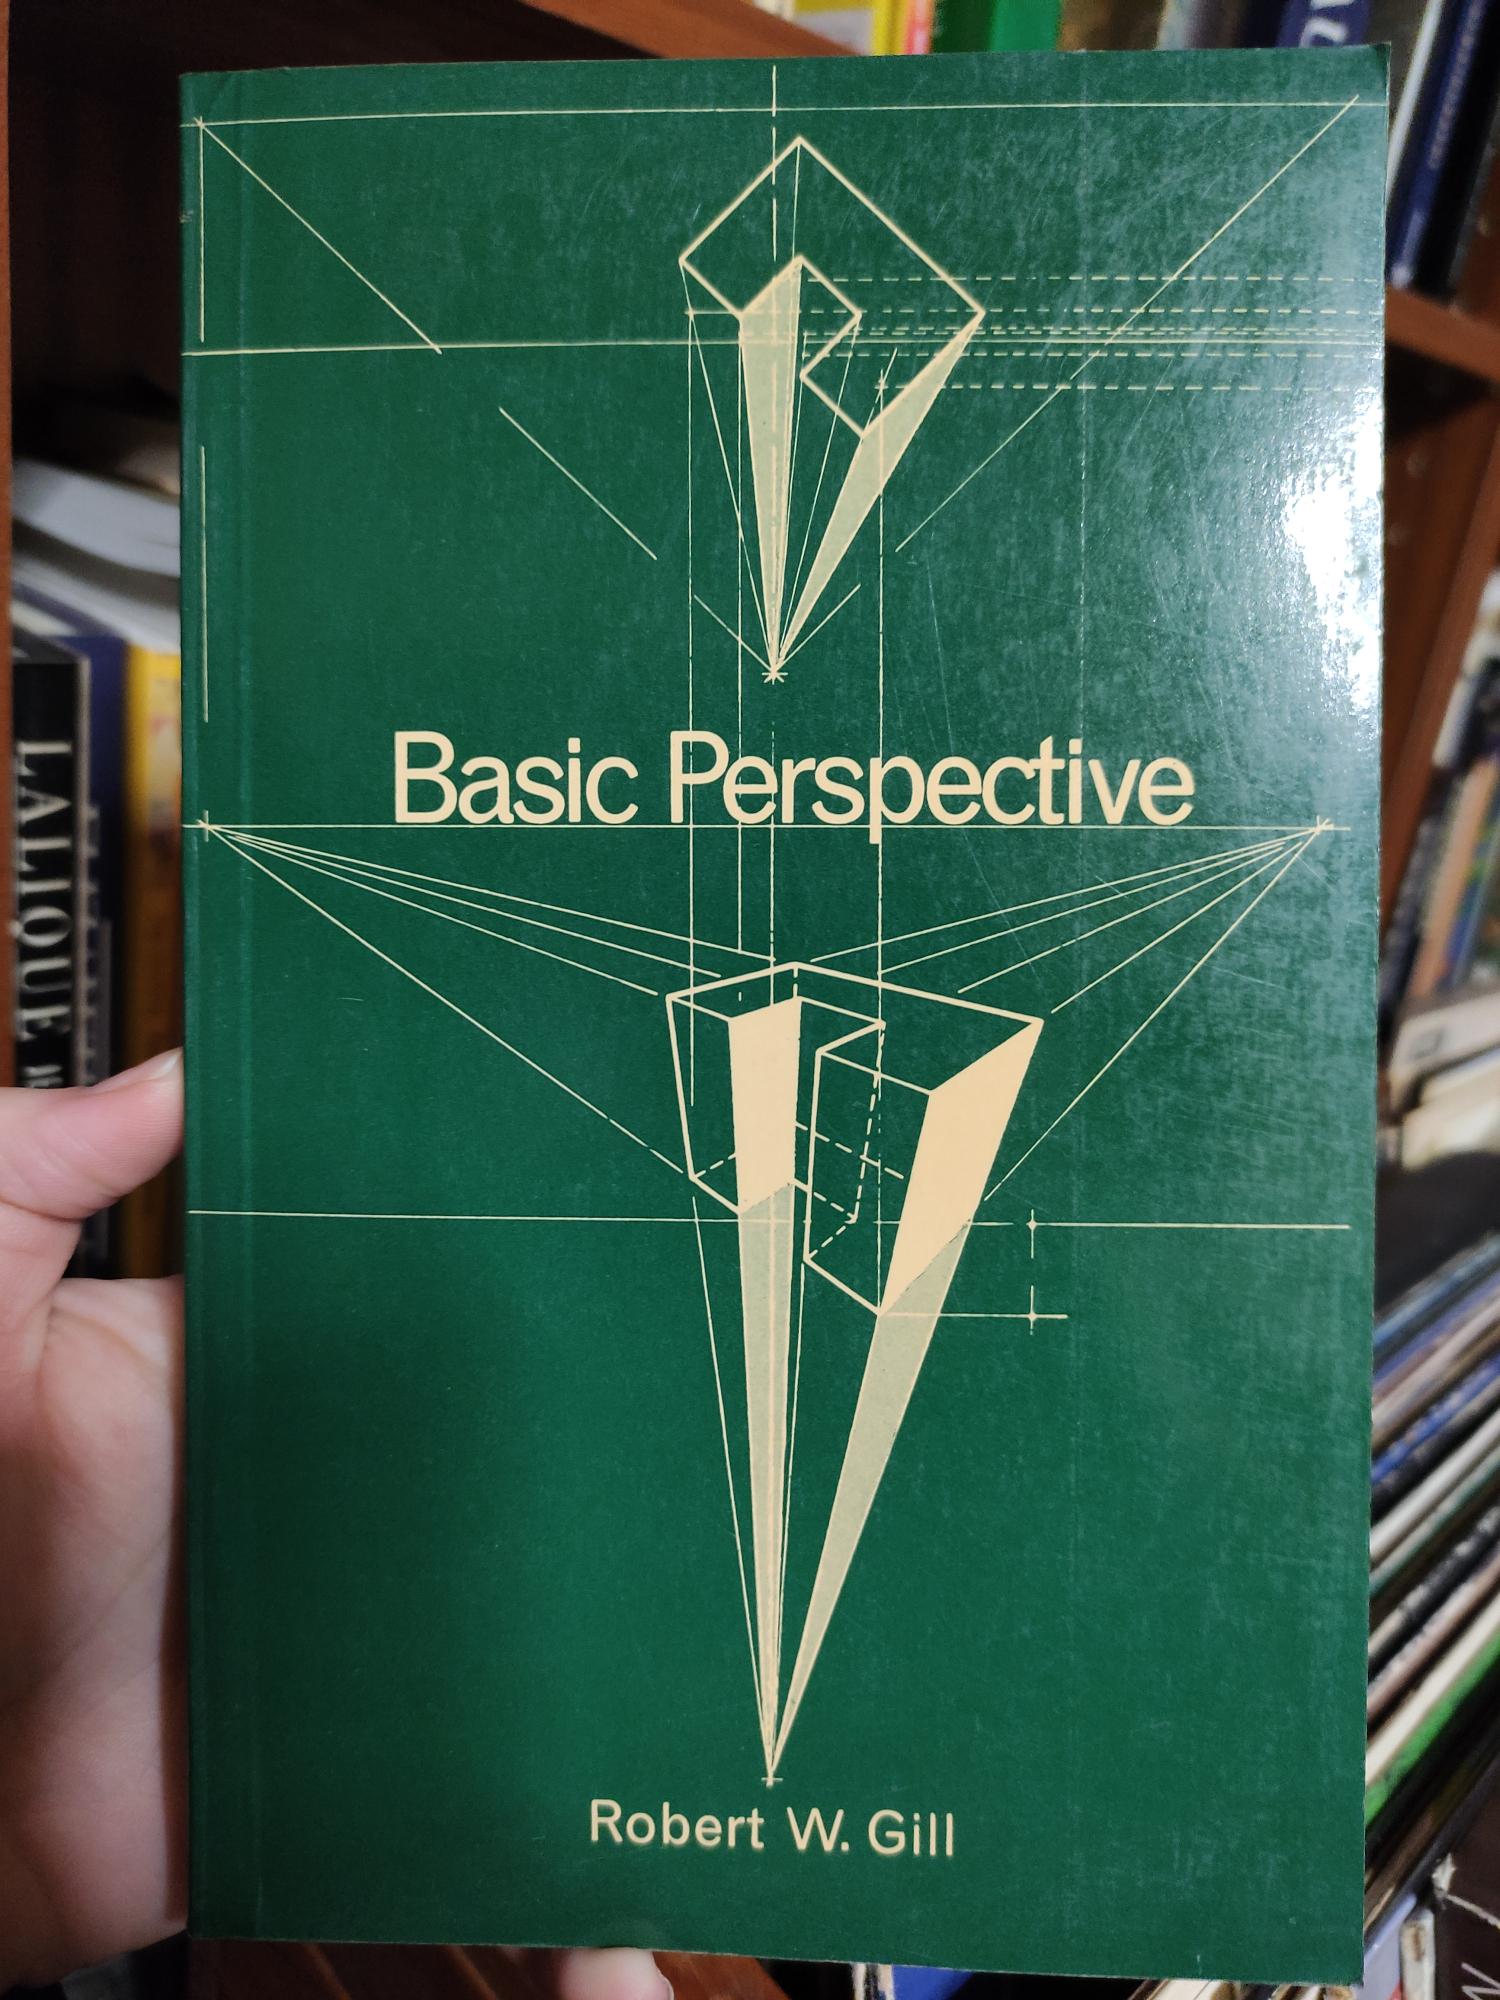 Basic Perspective
Robert W. Gill
LALIQUE